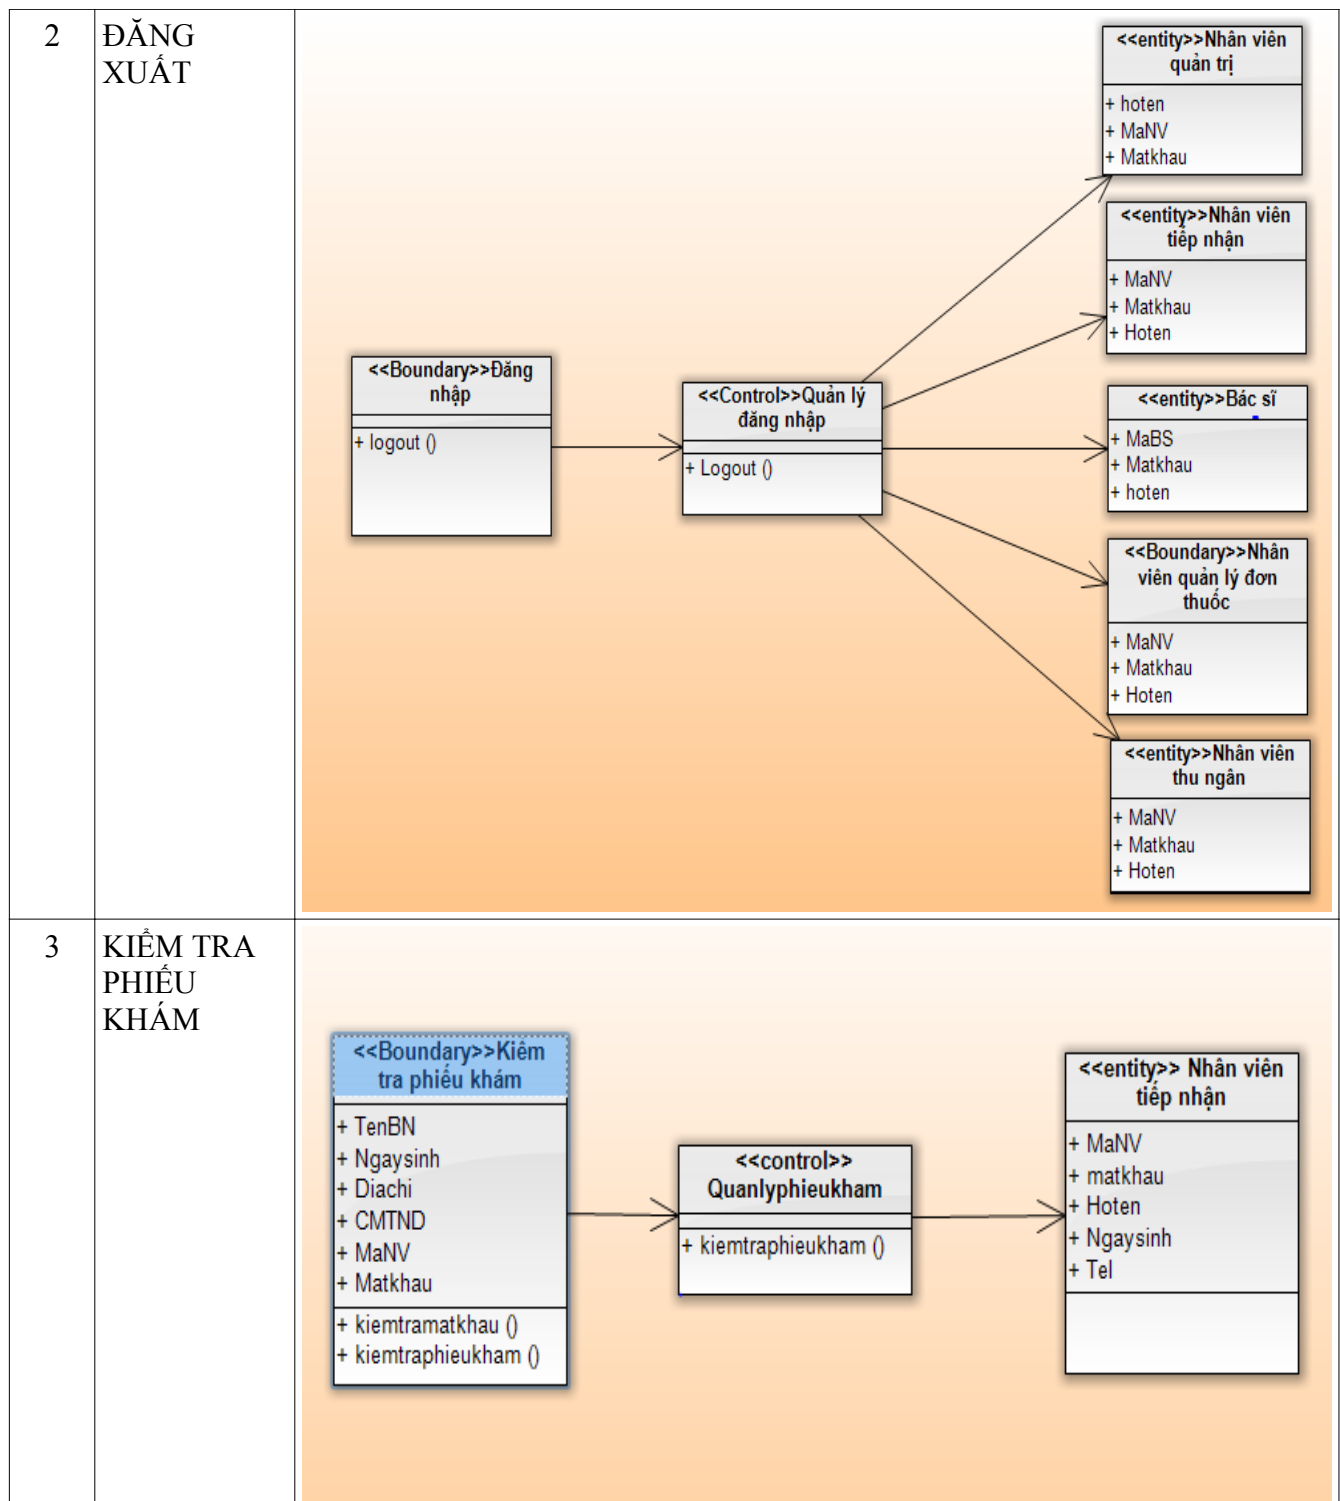 2
ĐĂNG
XUẤT
<<entity>>Nhân viên
quản trị
+ hoten
+ MaNV
+ Matkhau
<<entity>>Nhân viên
tiếp nhận
+ MaNV
+ Matkhau
+ Hoten
<<Boundary>>Đăng
nhập
+ logout ()
<<Control>>Quản lý
đăng nhập
+ Logout ()
<<entity>>Bác sĩ
+ MaBS
+ Matkhau
+ hoten
<<Boundary>>Nhân
viên quản lý đơn
thuốc
+ MaNV
+ Matkhau
+ Hoten
<<entity>>Nhân viên
thu ngân
+ MaNV
+ Matkhau
+ Hoten
3
KIỂM TRA
PHIẾU
KHÁM
<<Boundary>>Kiểm
tra phiếu khám
+ TenBN
+ Ngaysinh
+ Diachi
+ CMTND
+ MaNV
+ Matkhau
+ kiemtramatkhau ()
+ kiemtraphieukham ()
<<control>>
Quanlyphieukham
+ kiemtraphieukham ()
<<entity>> Nhân viên
tiếp nhận
+ MaNV
+ matkhau
+ Hoten
+ Ngaysinh
+ Tel